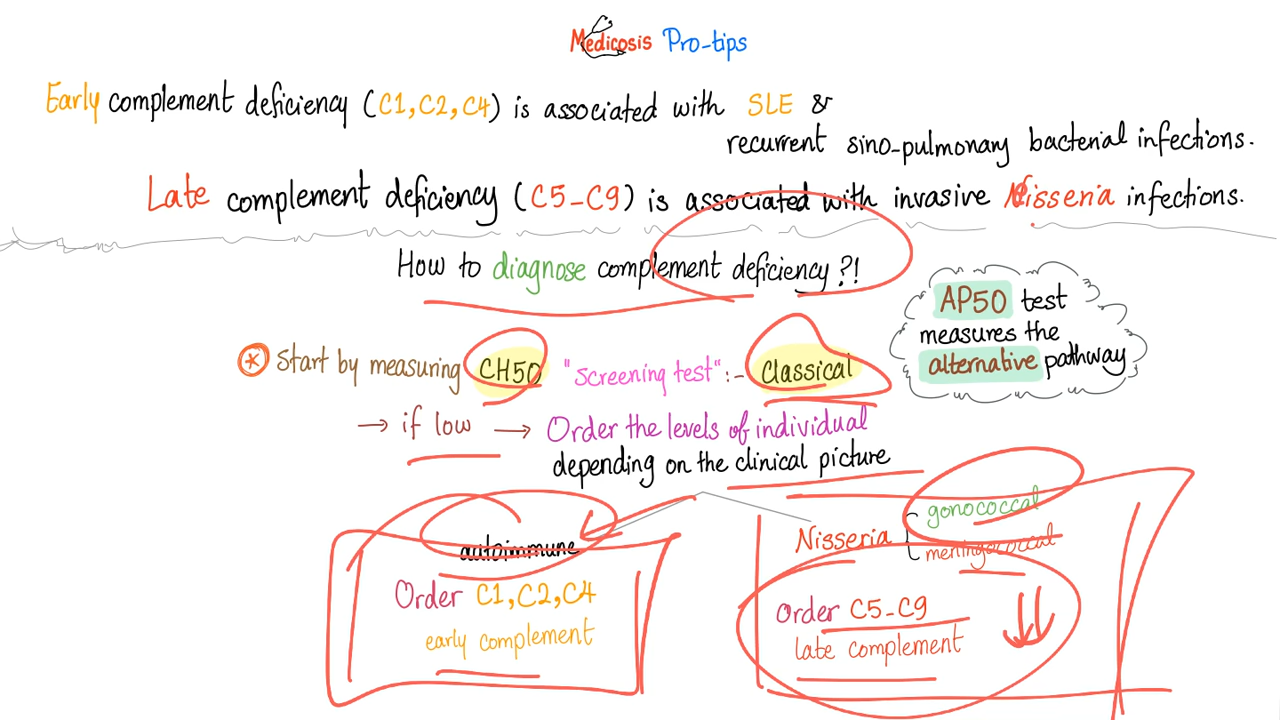 Medicosis Pro-tips
Early complement deficiency (C1, C2, C4) is associated with SLE &
recurrent sino-pulmonary bacterial infections.
Late complement deficiency (C5-C9) is associated with invasive Neisseria infections.
How to diagnose complement deficiency ?!
AP50 test
measures the
alternative pathway
* Start by measuring CH50 "Screening test" :- Classical
→ if low → Order the levels of individual
depending on the clinical picture
autoimmune
Order C1, C2, C4
early complement
Nisseria
gonococcal
meningococcal
Order C5-C9
late complement